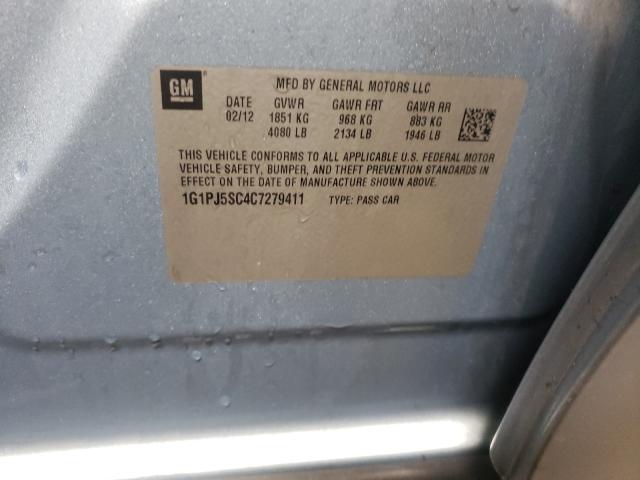 GM
MFD BY GENERAL MOTORS LLC
DATE GVWR GAWR FRT GAWR RR
02/12 1851 KG 968 KG 883 KG
4080 LB 2134 LB 1946 LB
THIS VEHICLE CONFORMS TO ALL APPLICABLE U.S. FEDERAL MOTOR
VEHICLE SAFETY, BUMPER, AND THEFT PREVENTION STANDARDS IN
EFFECT ON THE DATE OF MANUFACTURE SHOWN ABOVE.
1G1PJ5SC4C7279411 TYPE: PASS CAR